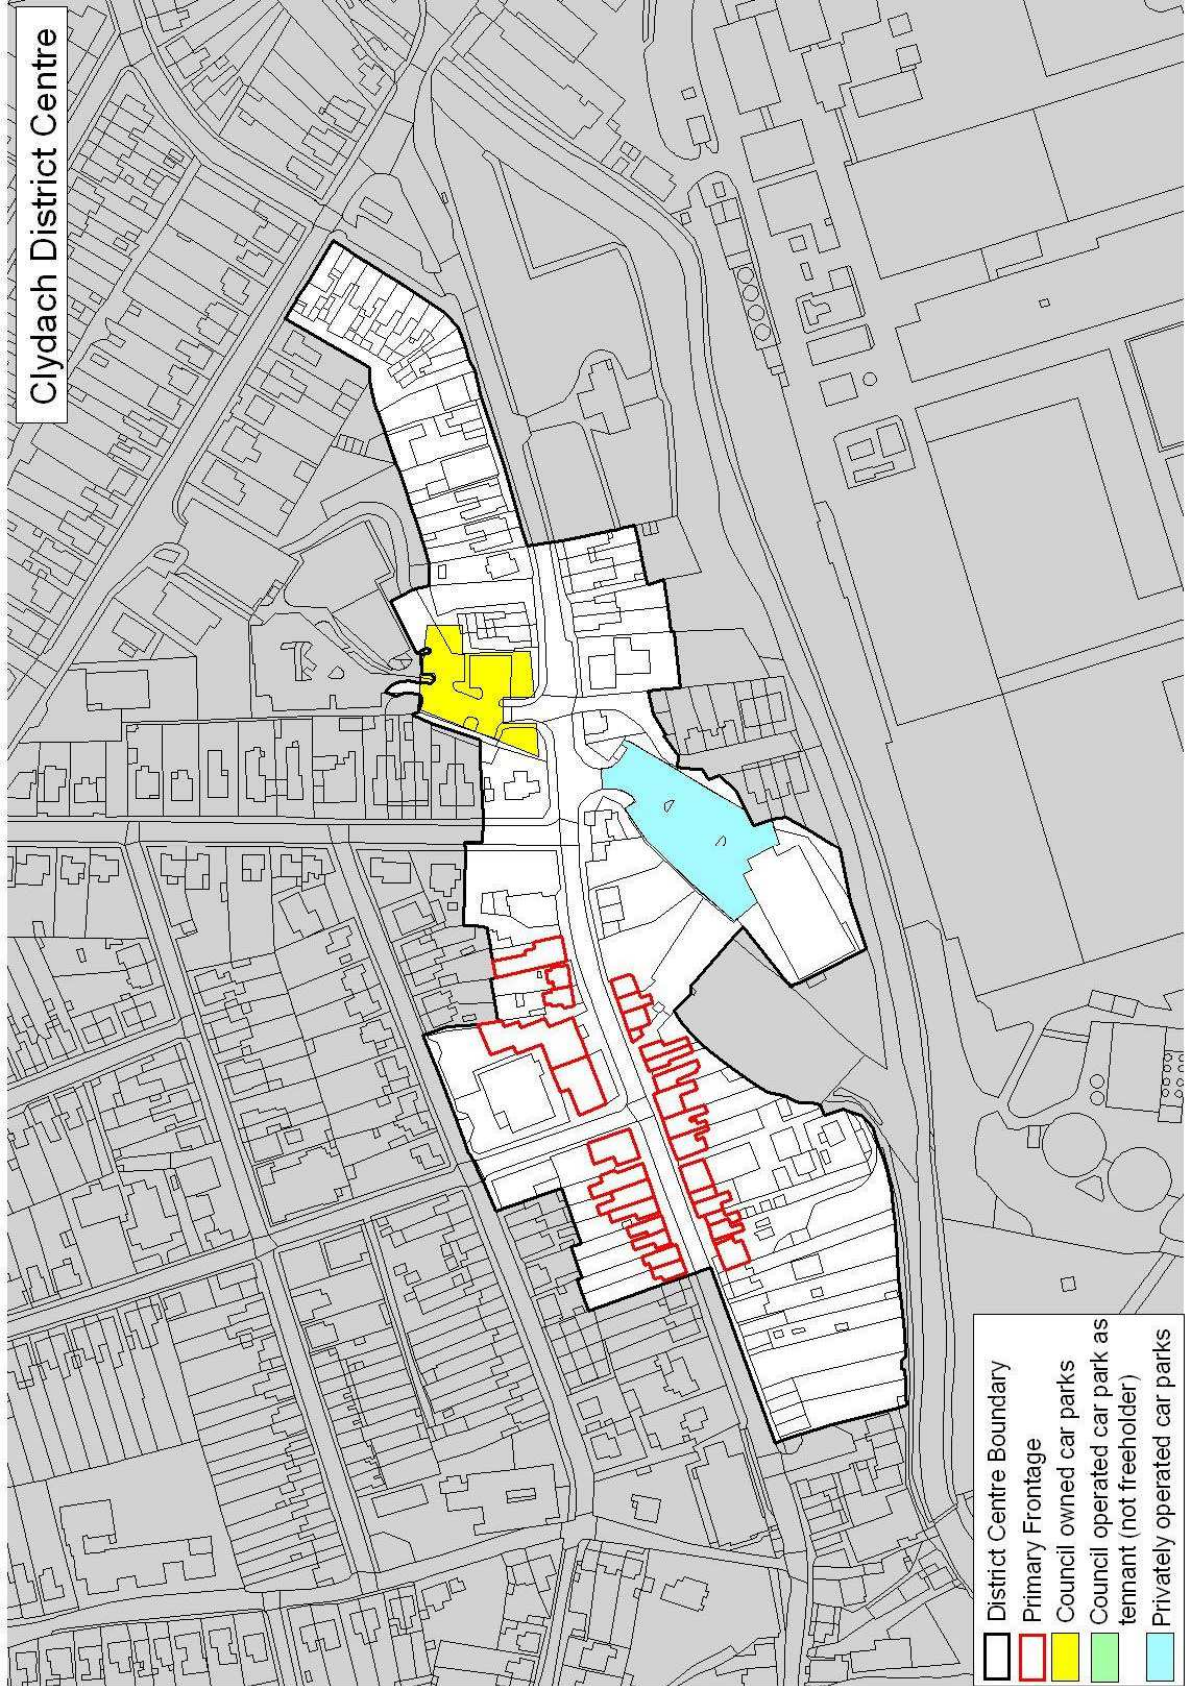 Clydach District Centre
District Centre Boundary
Primary Frontage
Council owned car parks
Council operated car park as
tennant (not freeholder)
Privately operated car parks